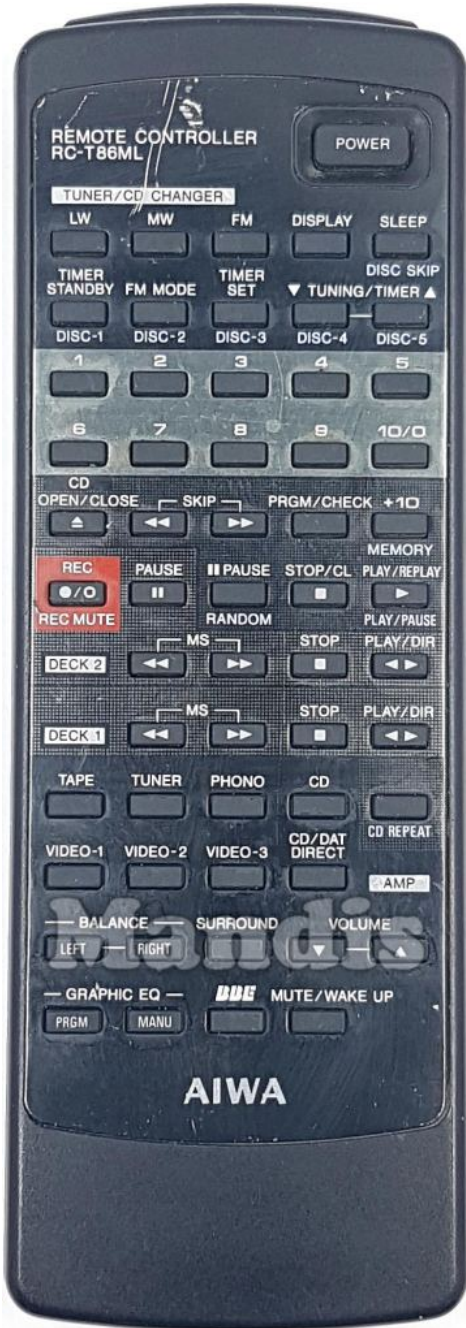 REMOTE CONTROLLER
RC-T86ML
POWER
TUNER/CD CHANGER
LW MW FM DISPLAY SLEEP
DISC SKIP
TIMER STANDBY FM MODE TIMER SET ▼ TUNING/TIMER ▲
DISC-1 DISC-2 DISC-3 DISC-4 DISC-5
1 2 3 4 5
6 7 8 9 10/0
CD
OPEN/CLOSE SKIP PRGM/CHECK +10
▲ ◀◀ ▶▶
MEMORY
REC PAUSE II PAUSE STOP/CL PLAY/REPLAY
●/O II ■ ▶
REC MUTE RANDOM PLAY/PAUSE
MS STOP PLAY/DIR
DECK 2 ◀◀ ▶▶ ■ ◀ ▶
MS STOP PLAY/DIR
DECK 1 ◀◀ ▶▶ ■ ◀ ▶
TAPE TUNER PHONO CD
CD REPEAT
VIDEO-1 VIDEO-2 VIDEO-3 CD/DAT DIRECT
AMP
BALANCE SURROUND VOLUME
LEFT RIGHT ▼ ▲
Mandis
GRAPHIC EQ BBE MUTE/WAKE UP
PRGM MANU
AIWA